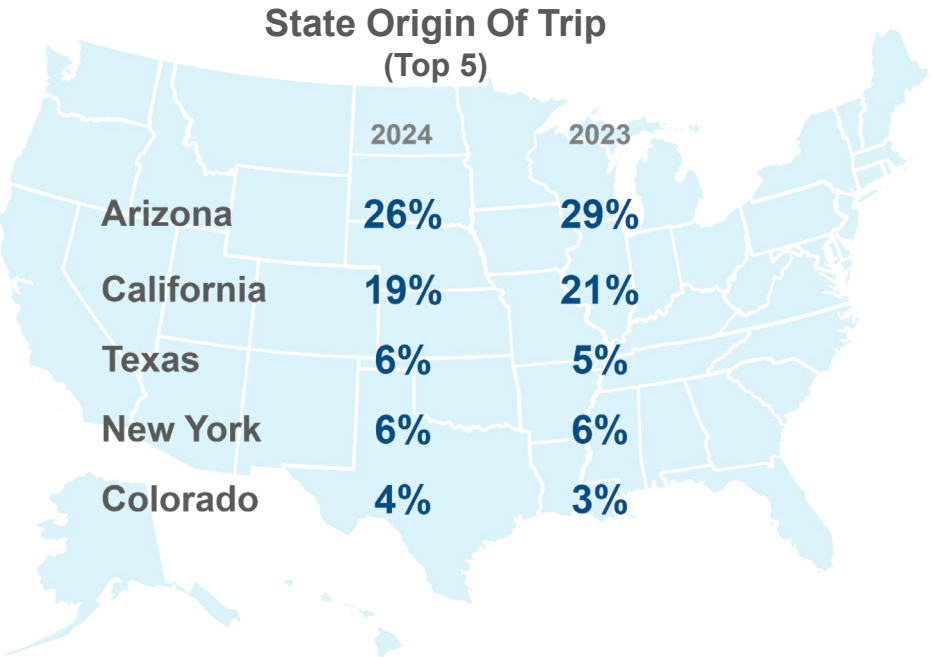 State Origin Of Trip
(Top 5)
2024 2023
Arizona 26% 29%
California 19% 21%
Texas 6% 5%
New York 6% 6%
Colorado 4% 3%